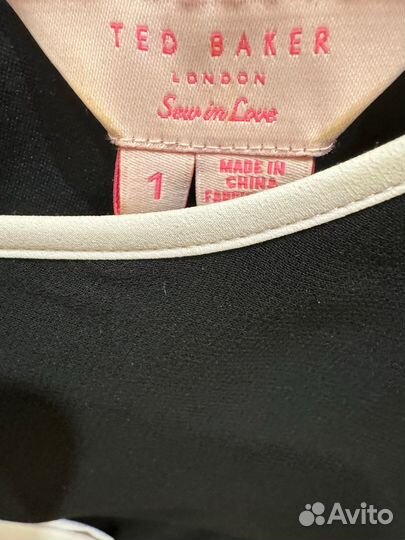 TED BAKER
LONDON
Sew in Love
1
MADE IN
CHINA
Avito